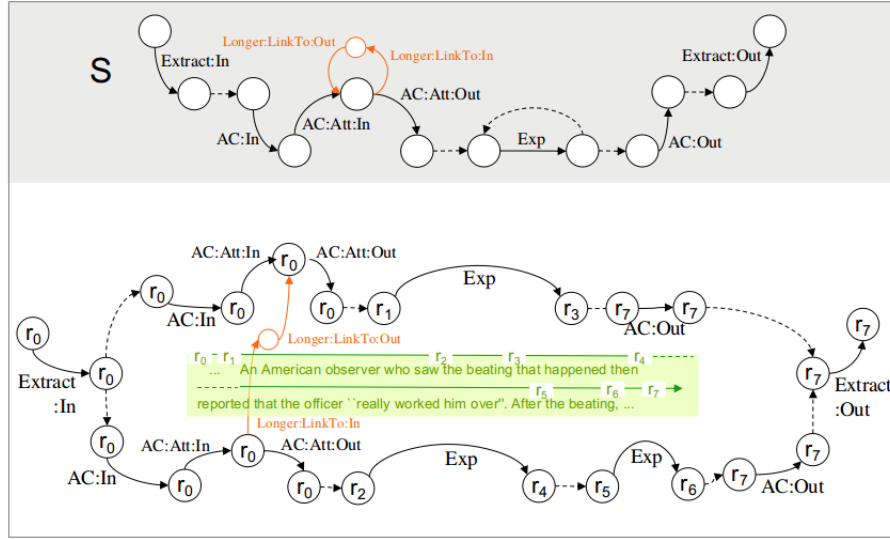 S
Extract:In
Longer:LinkTo:Out
Longer:LinkTo:In
Extract:Out
AC:In
AC:Att:In
AC:Att:Out
Exp
AC:Out
AC:Att:In
AC:Att:Out
r0
r0
r0
AC:In
r0
r1
Exp
r3
r7
r7
AC:Out
r0
Extract
:In
r0
Longer:LinkTo:Out
r7
r7
Extract
:Out
r0 r1 r2 r3 r4
... An American observer who saw the beating that happened then
r5 r6 r7
reported that the officer ``really worked him over''. After the beating, ...
Longer:LinkTo:In
r0
AC:In
AC:Att:In
r0
r0
AC:Att:Out
r0
r2
Exp
r4
r5
Exp
r6
r7
AC:Out
r7